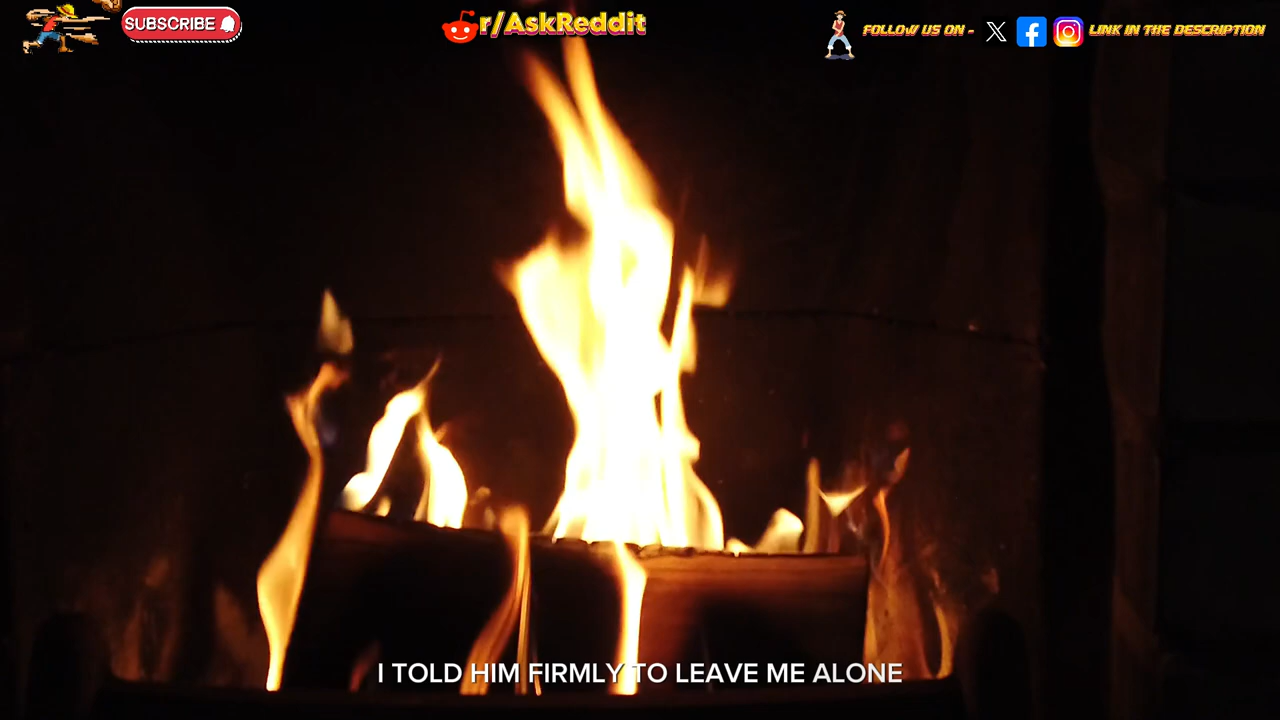 SUBSCRIBE
r/AskReddit
FOLLOW US ON -
LINK IN THE DESCRIPTION
I TOLD HIM FIRMLY TO LEAVE ME ALONE